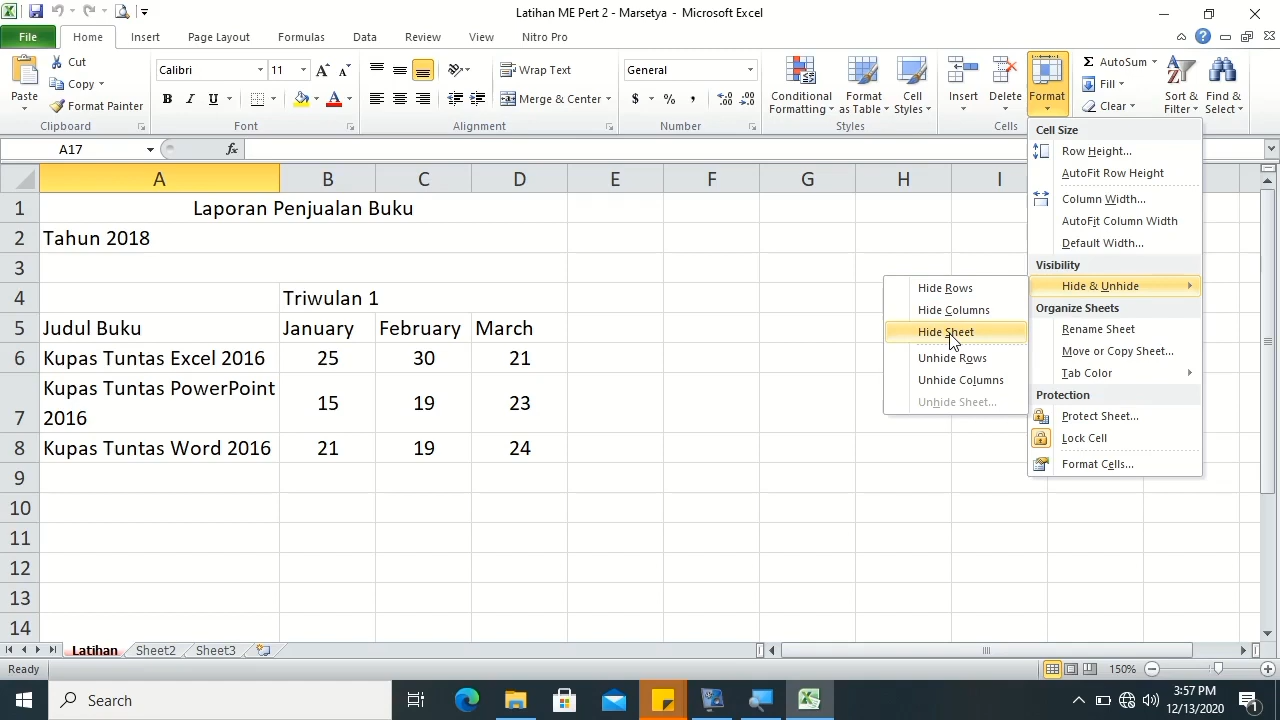 Latihan ME Pert 2 - Marsetya - Microsoft Excel
File Home Insert Page Layout Formulas Data Review View Nitro Pro
Paste
Cut
Copy
Format Painter
Clipboard
Calibri 11
B I U
Font
Wrap Text
Merge & Center
Alignment
General
$ % ,
Number
Conditional Formatting
Format as Table
Cell Styles
Styles
Insert Delete Format
Cells
Σ AutoSum
Fill
Clear
Sort & Filter
Find & Select
A17 fx
A B C D E F G H I
1 Laporan Penjualan Buku
2 Tahun 2018
3
4 Triwulan 1
5 Judul Buku January February March
6 Kupas Tuntas Excel 2016 25 30 21
7 Kupas Tuntas PowerPoint 2016 15 19 23
8 Kupas Tuntas Word 2016 21 19 24
9
10
11
12
13
14
Cell Size
Row Height...
AutoFit Row Height
Column Width...
AutoFit Column Width
Default Width...
Visibility
Hide & Unhide
Organize Sheets
Rename Sheet
Move or Copy Sheet...
Tab Color
Protection
Protect Sheet...
Lock Cell
Format Cells...
Hide Rows
Hide Columns
Hide Sheet
Unhide Rows
Unhide Columns
Unhide Sheet...
Latihan Sheet2 Sheet3
Ready 150%
Search
3:57 PM
12/13/2020
1